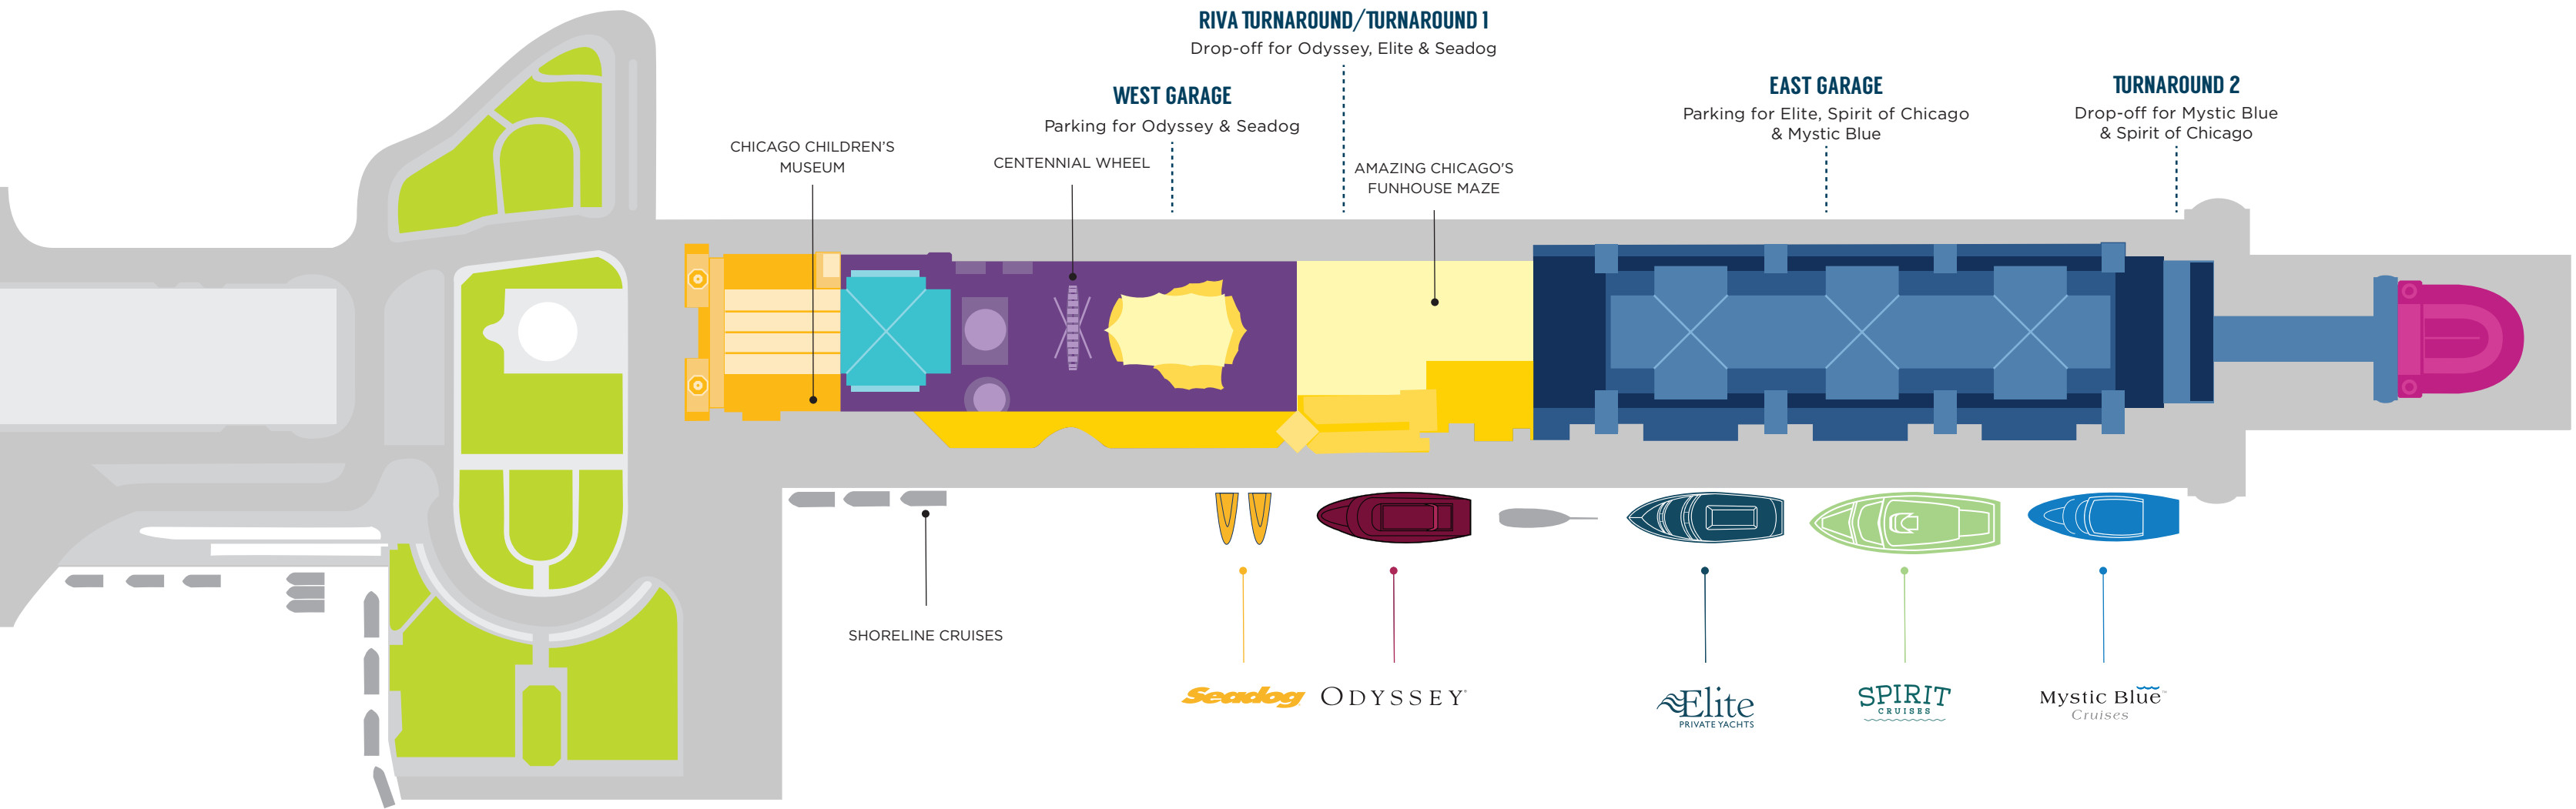 RIVA TURNAROUND/TURNAROUND 1
Drop-off for Odyssey, Elite & Seadog
WEST GARAGE
Parking for Odyssey & Seadog
EAST GARAGE
Parking for Elite, Spirit of Chicago
& Mystic Blue
TURNAROUND 2
Drop-off for Mystic Blue
& Spirit of Chicago
CHICAGO CHILDREN’S
MUSEUM
CENTENNIAL WHEEL
AMAZING CHICAGO'S
FUNHOUSE MAZE
SHORELINE CRUISES
Seadog
ODYSSEY
Elite
PRIVATE YACHTS
SPIRIT
CRUISES
Mystic Blue™
Cruises